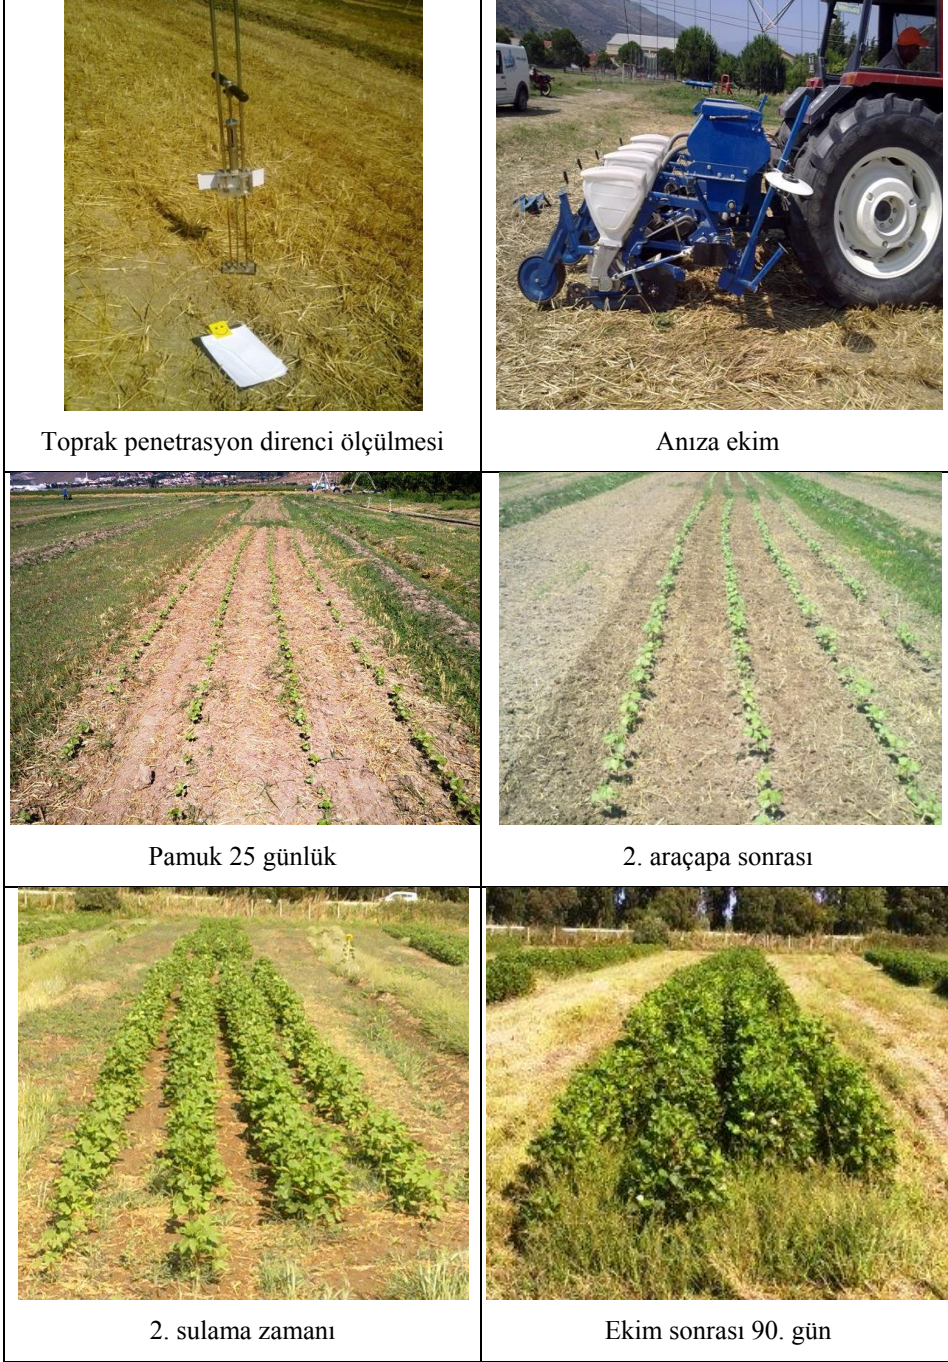 Toprak penetrasyon direnci ölçülmesi
Anıza ekim
Pamuk 25 günlük
2. araçapa sonrası
2. sulama zamanı
Ekim sonrası 90. gün